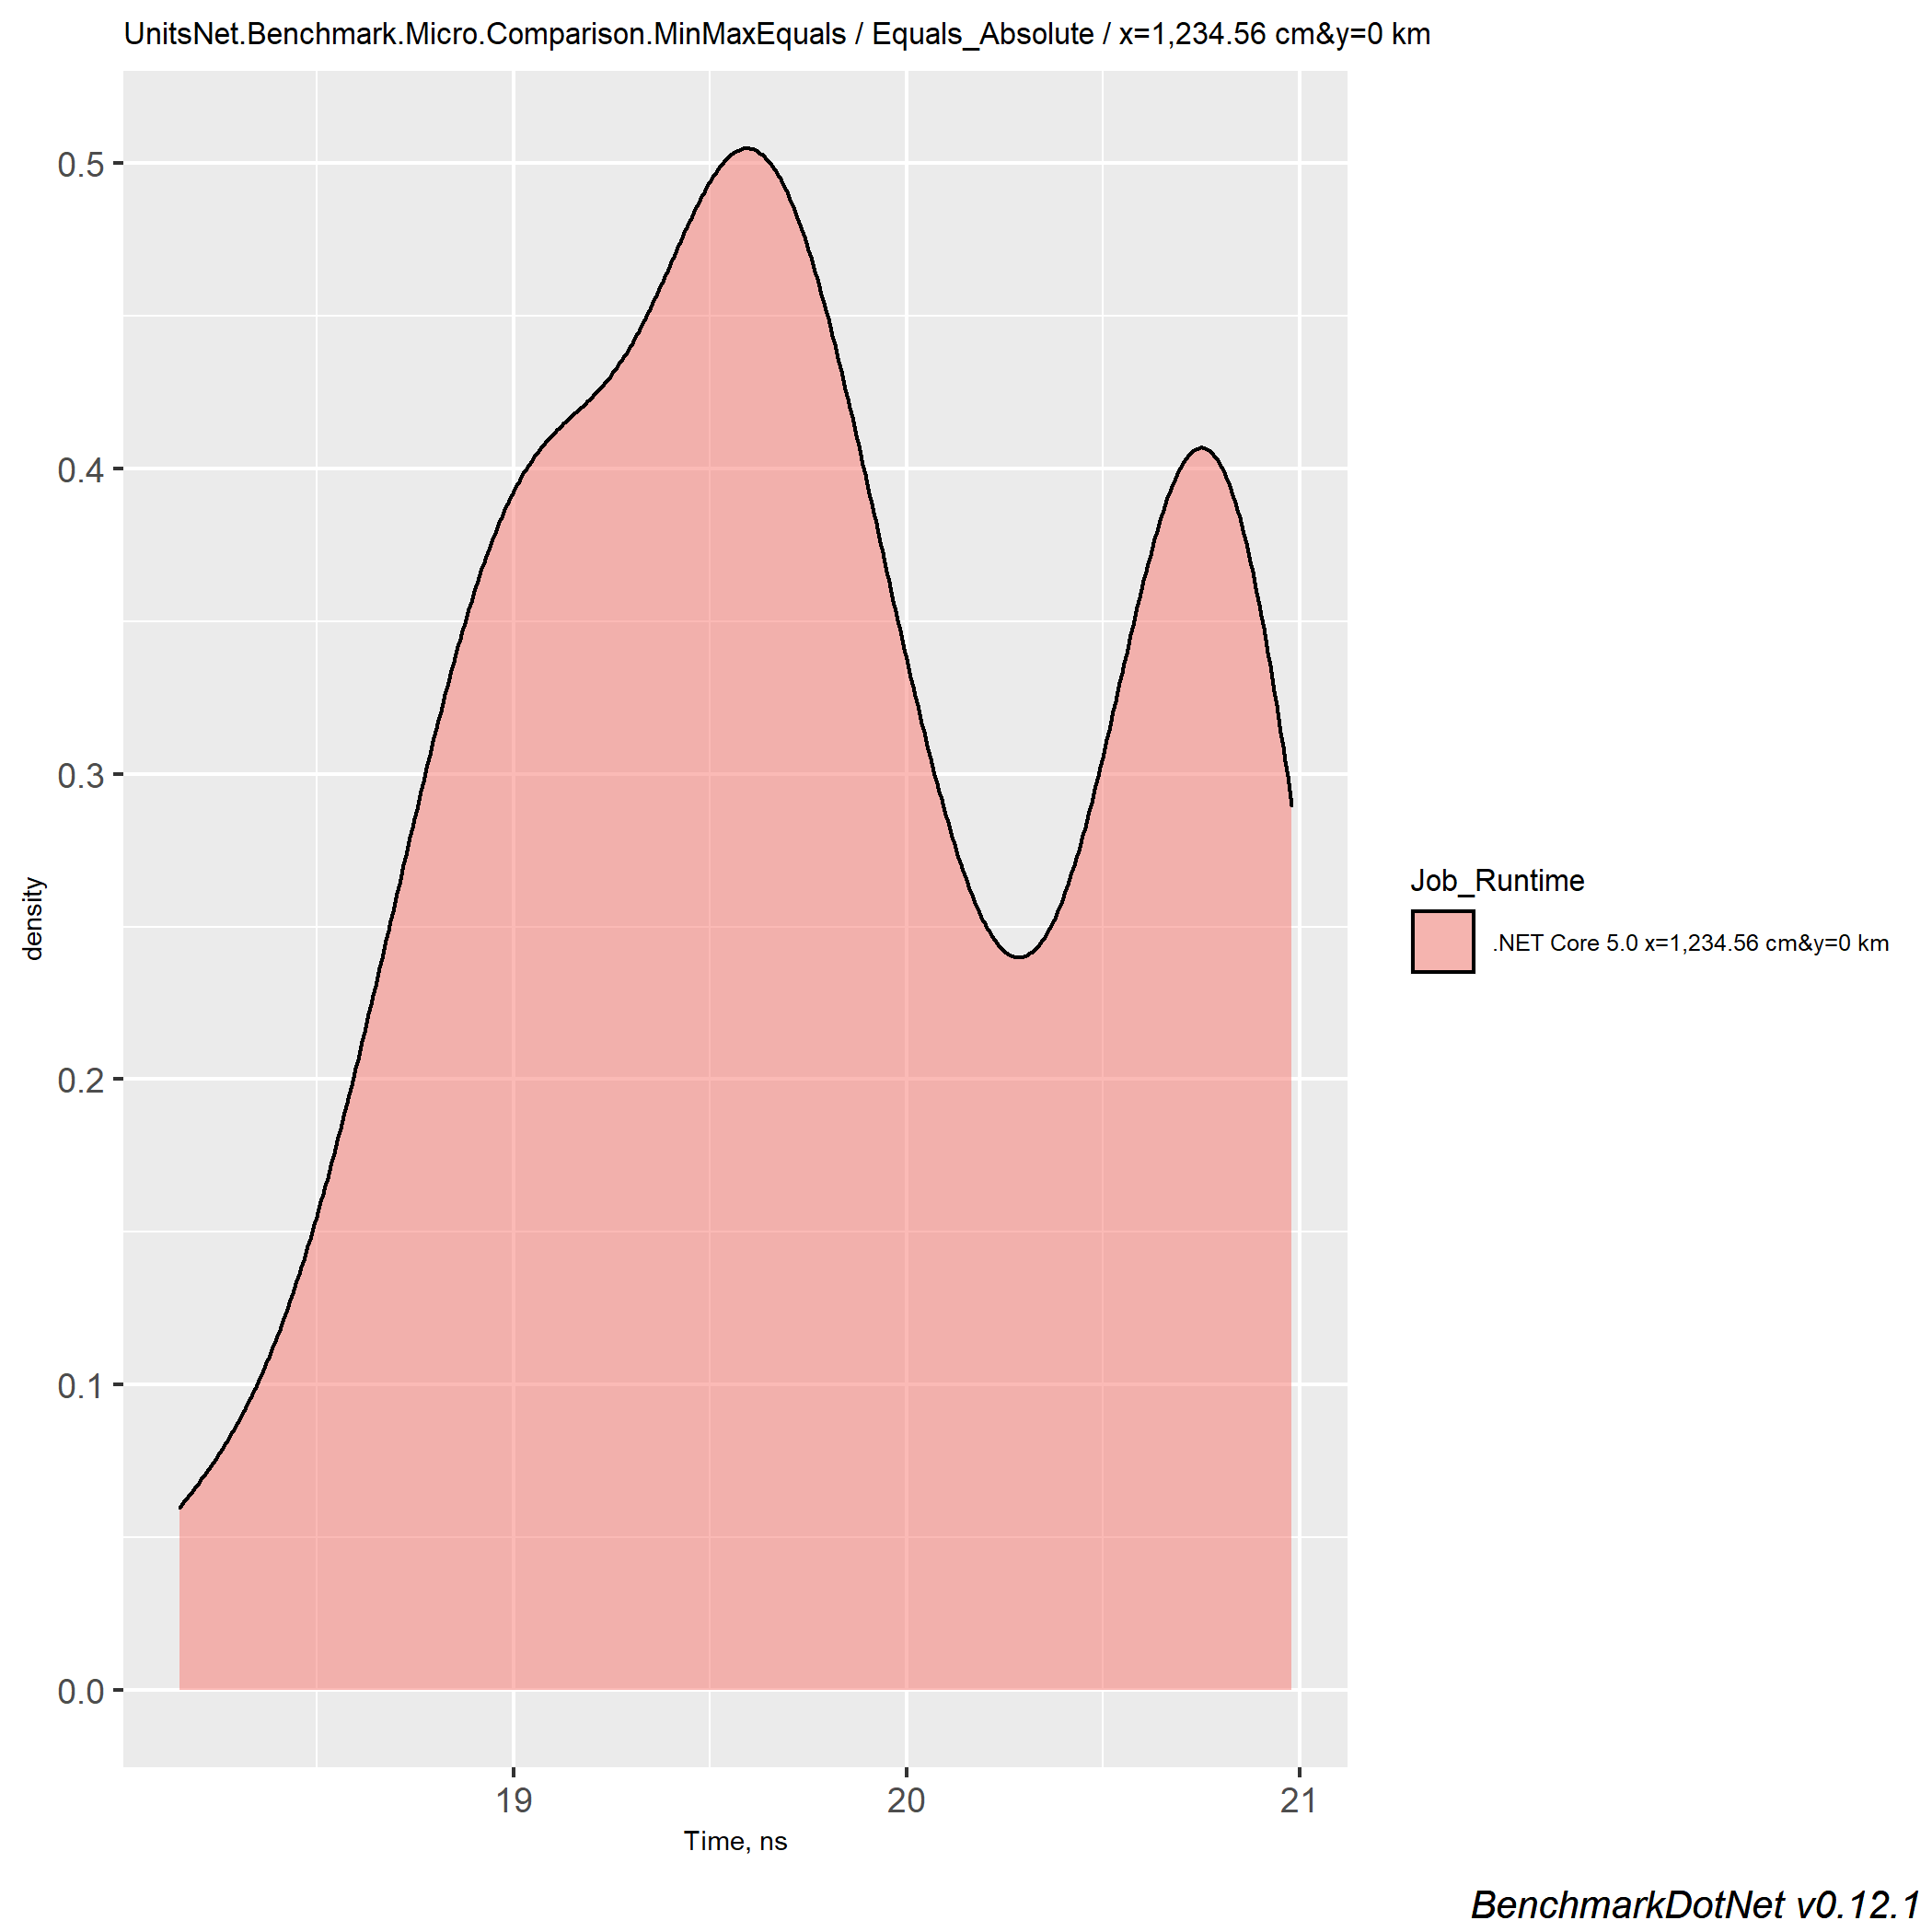 UnitsNet.Benchmark.Micro.Comparison.MinMaxEquals / Equals_Absolute / x=1,234.56 cm&y=0 km
0.5
0.4
0.3
0.2
0.1
0.0
density
19 20 21
Time, ns
Job_Runtime
.NET Core 5.0 x=1,234.56 cm&y=0 km
BenchmarkDotNet v0.12.1